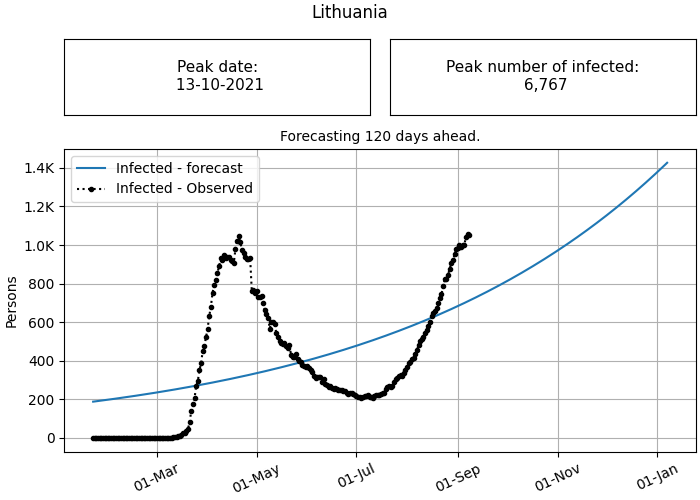 Lithuania
Peak date:
13-10-2021
Peak number of infected:
6,767
Forecasting 120 days ahead.
Infected - forecast
Infected - Observed
Persons
1.4K
1.2K
1.0K
800
600
400
200
0
01-Mar
01-May
01-Jul
01-Sep
01-Nov
01-Jan